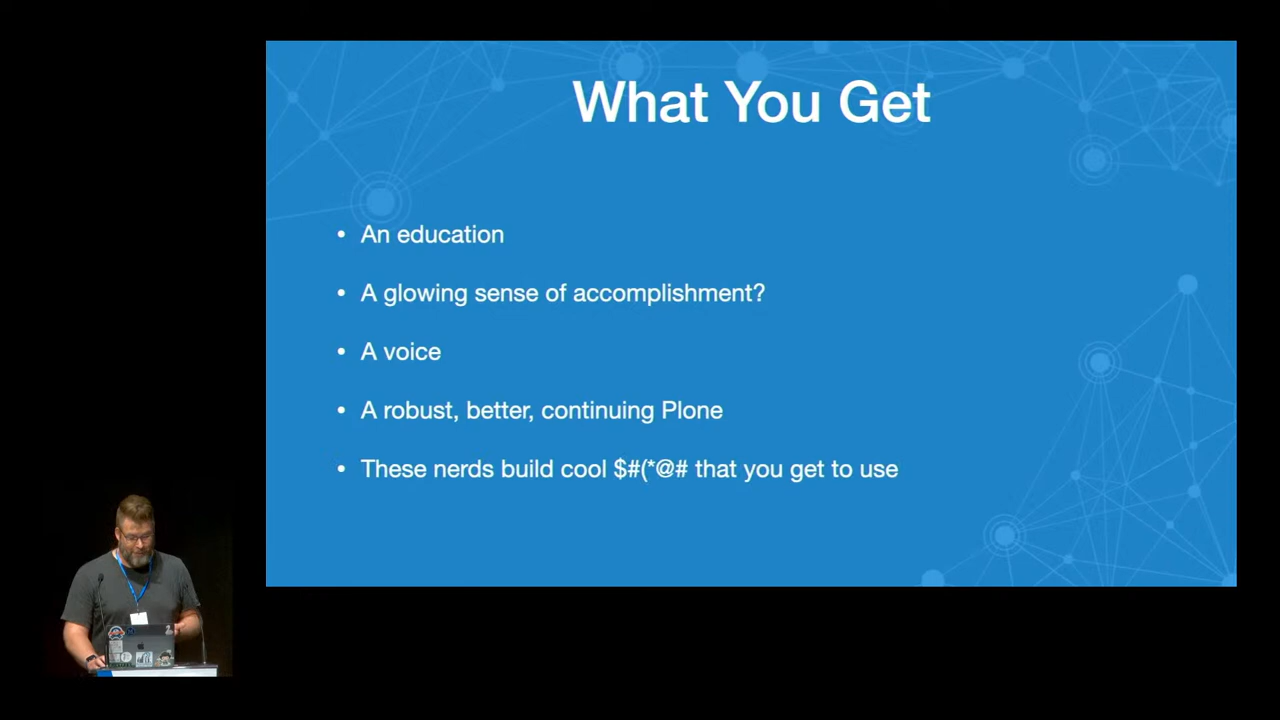 What You Get
• An education
• A glowing sense of accomplishment?
• A voice
• A robust, better, continuing Plone
• These nerds build cool $#(*@# that you get to use